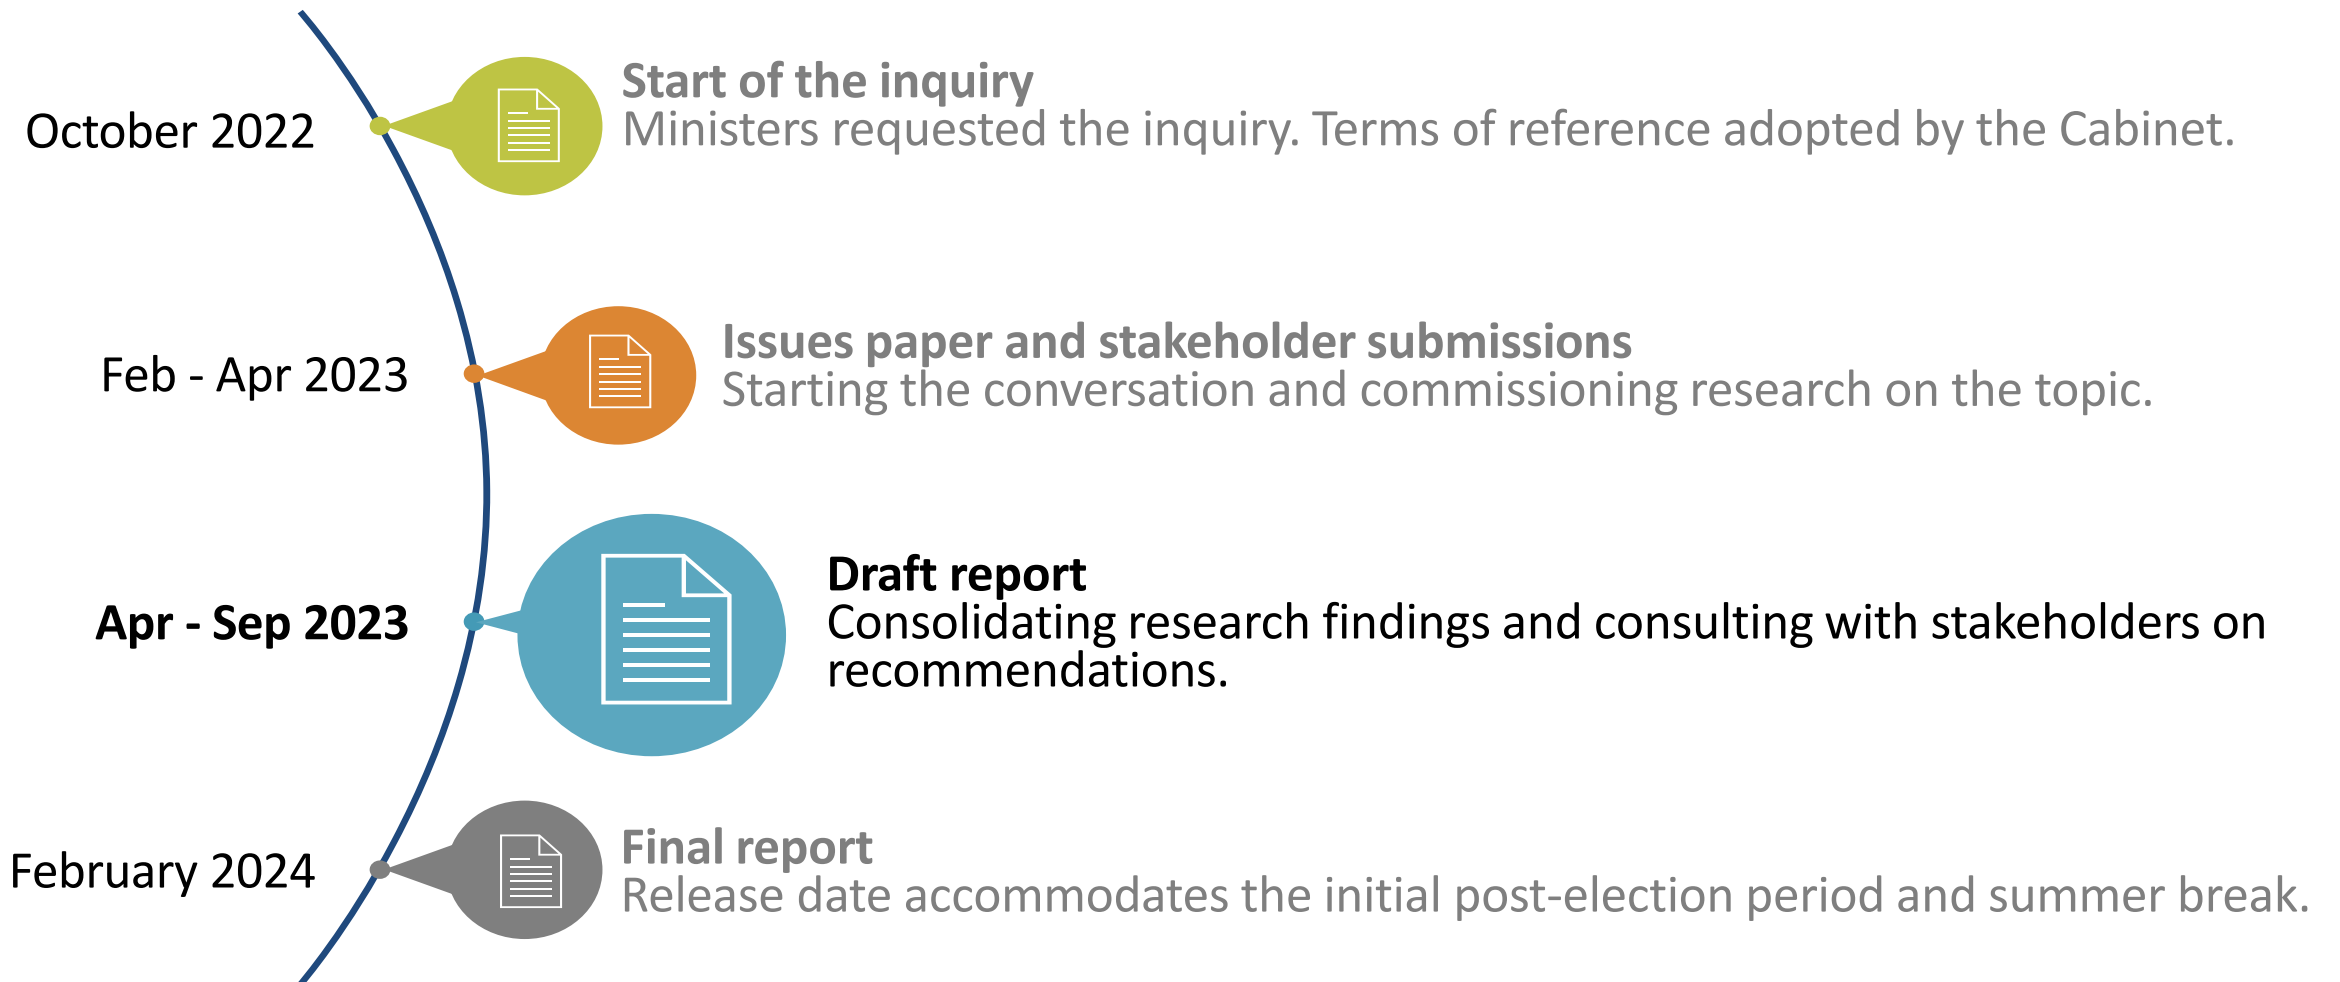 October 2022
Start of the inquiry
Ministers requested the inquiry. Terms of reference adopted by the Cabinet.
Feb - Apr 2023
Issues paper and stakeholder submissions
Starting the conversation and commissioning research on the topic.
Apr - Sep 2023
Draft report
Consolidating research findings and consulting with stakeholders on
recommendations.
February 2024
Final report
Release date accommodates the initial post-election period and summer break.